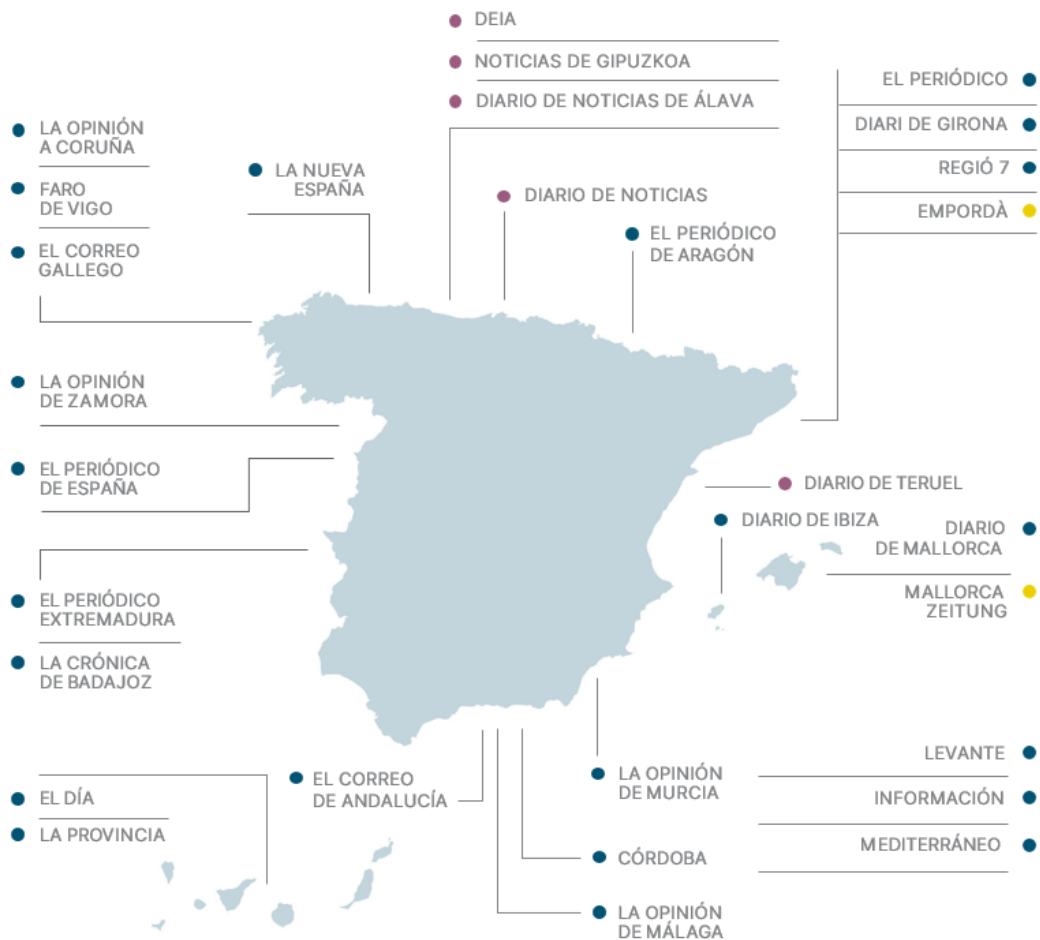 DEIA
NOTICIAS DE GIPUZKOA
DIARIO DE NOTICIAS DE ÁLAVA
EL PERIÓDICO
DIARI DE GIRONA
REGIÓ 7
EMPORDÀ
LA OPINIÓN
A CORUÑA
FARO
DE VIGO
EL CORREO
GALLEGO
LA NUEVA
ESPAÑA
DIARIO DE NOTICIAS
EL PERIÓDICO
DE ARAGÓN
LA OPINIÓN
DE ZAMORA
EL PERIÓDICO
DE ESPAÑA
DIARIO DE TERUEL
DIARIO DE IBIZA
DIARIO
DE MALLORCA
MALLORCA
ZEITUNG
EL PERIÓDICO
EXTREMADURA
LA CRÓNICA
DE BADAJOZ
EL DÍA
LA PROVINCIA
EL CORREO
DE ANDALUCÍA
LA OPINIÓN
DE MURCIA
CÓRDOBA
LA OPINIÓN
DE MÁLAGA
LEVANTE
INFORMACIÓN
MEDITERRÁNEO